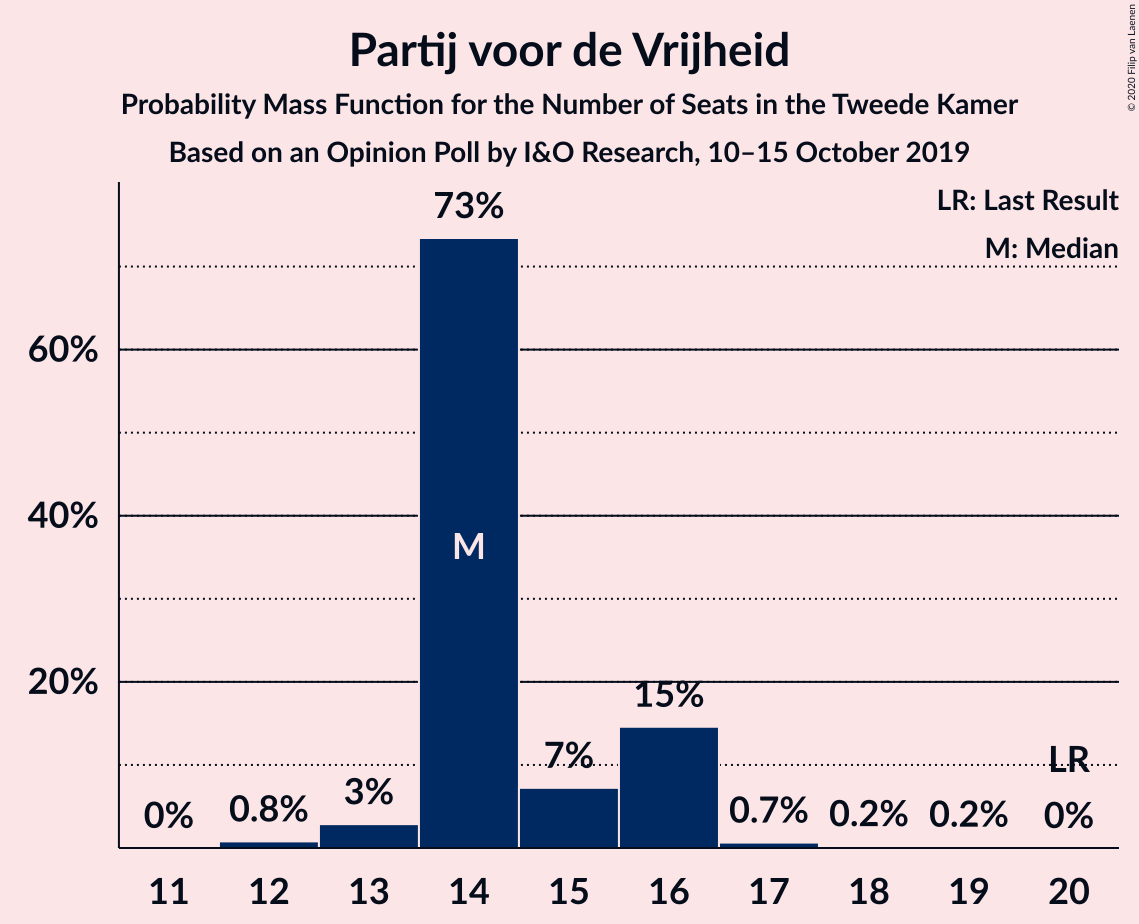 Partij voor de Vrijheid
Probability Mass Function for the Number of Seats in the Tweede Kamer
Based on an Opinion Poll by I&O Research, 10–15 October 2019
© 2020 Filip van Laenen
LR: Last Result
M: Median
73%
60%
40%
M
20%
15%
7%
LR
3%
0%
0.8%
0.7%
0.2%
0.2%
0%
11
12
13
14
15
16
17
18
19
20